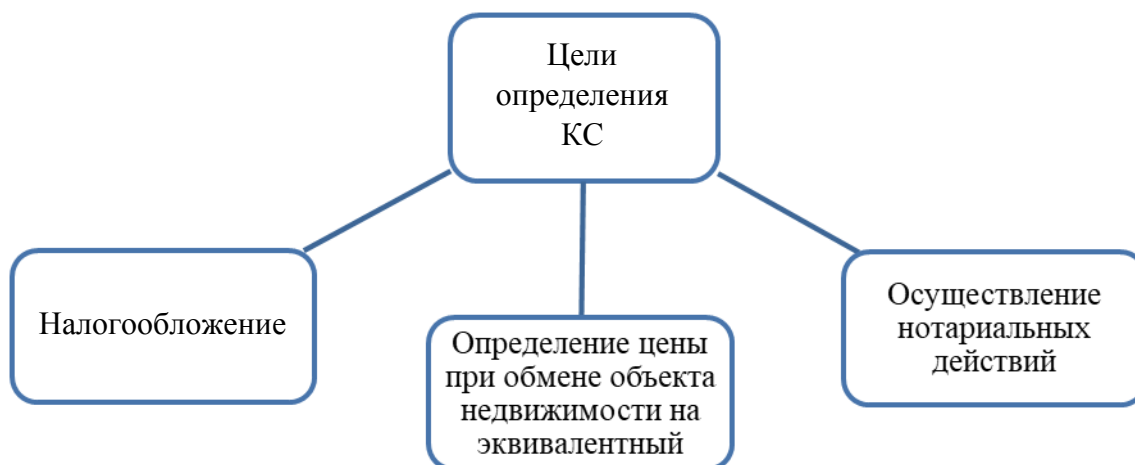 Цели
определения
КС
Налогообложение
Определение цены
при обмене объекта
недвижимости на
эквивалентный
Осуществление
нотариальных
действий